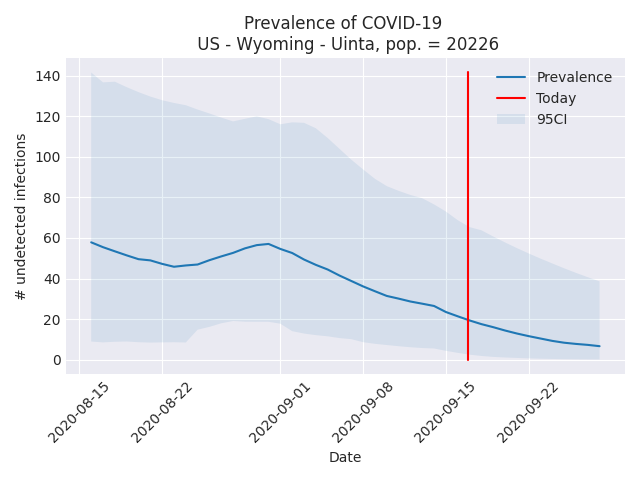 Prevalence of COVID-19
US - Wyoming - Uinta, pop. = 20226
Prevalence
Today
95CI
# undetected infections
140
120
100
80
60
40
20
0
2020-08-15
2020-08-22
2020-09-01
2020-09-08
2020-09-15
2020-09-22
Date